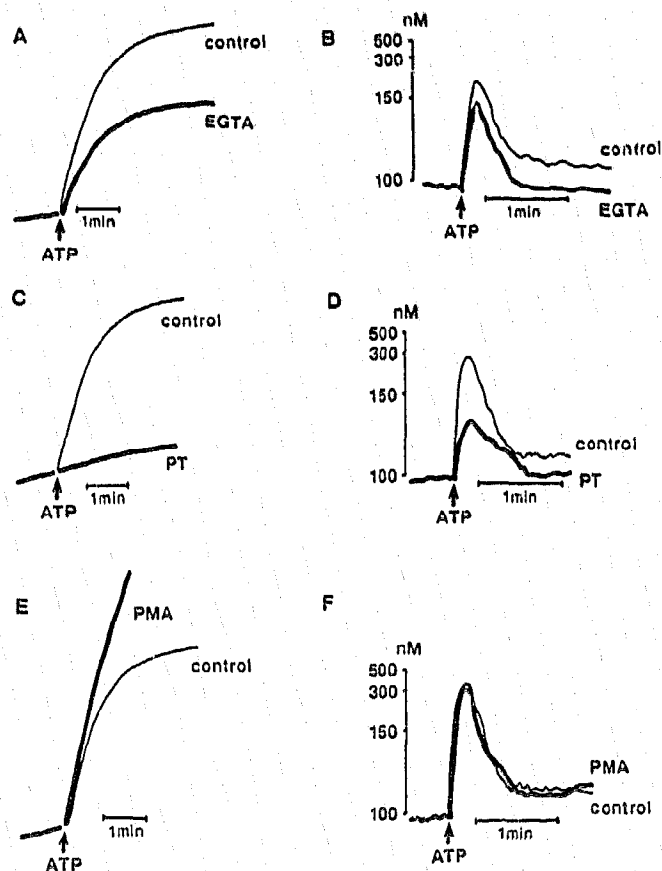 A
control
EGTA
1min
ATP
B
nM
500
300
150
100
control
EGTA
1min
ATP
C
control
PT
1min
ATP
D
nM
500
300
150
100
control
PT
1min
ATP
E
PMA
control
1min
ATP
F
nM
500
300
150
100
PMA
control
1min
ATP